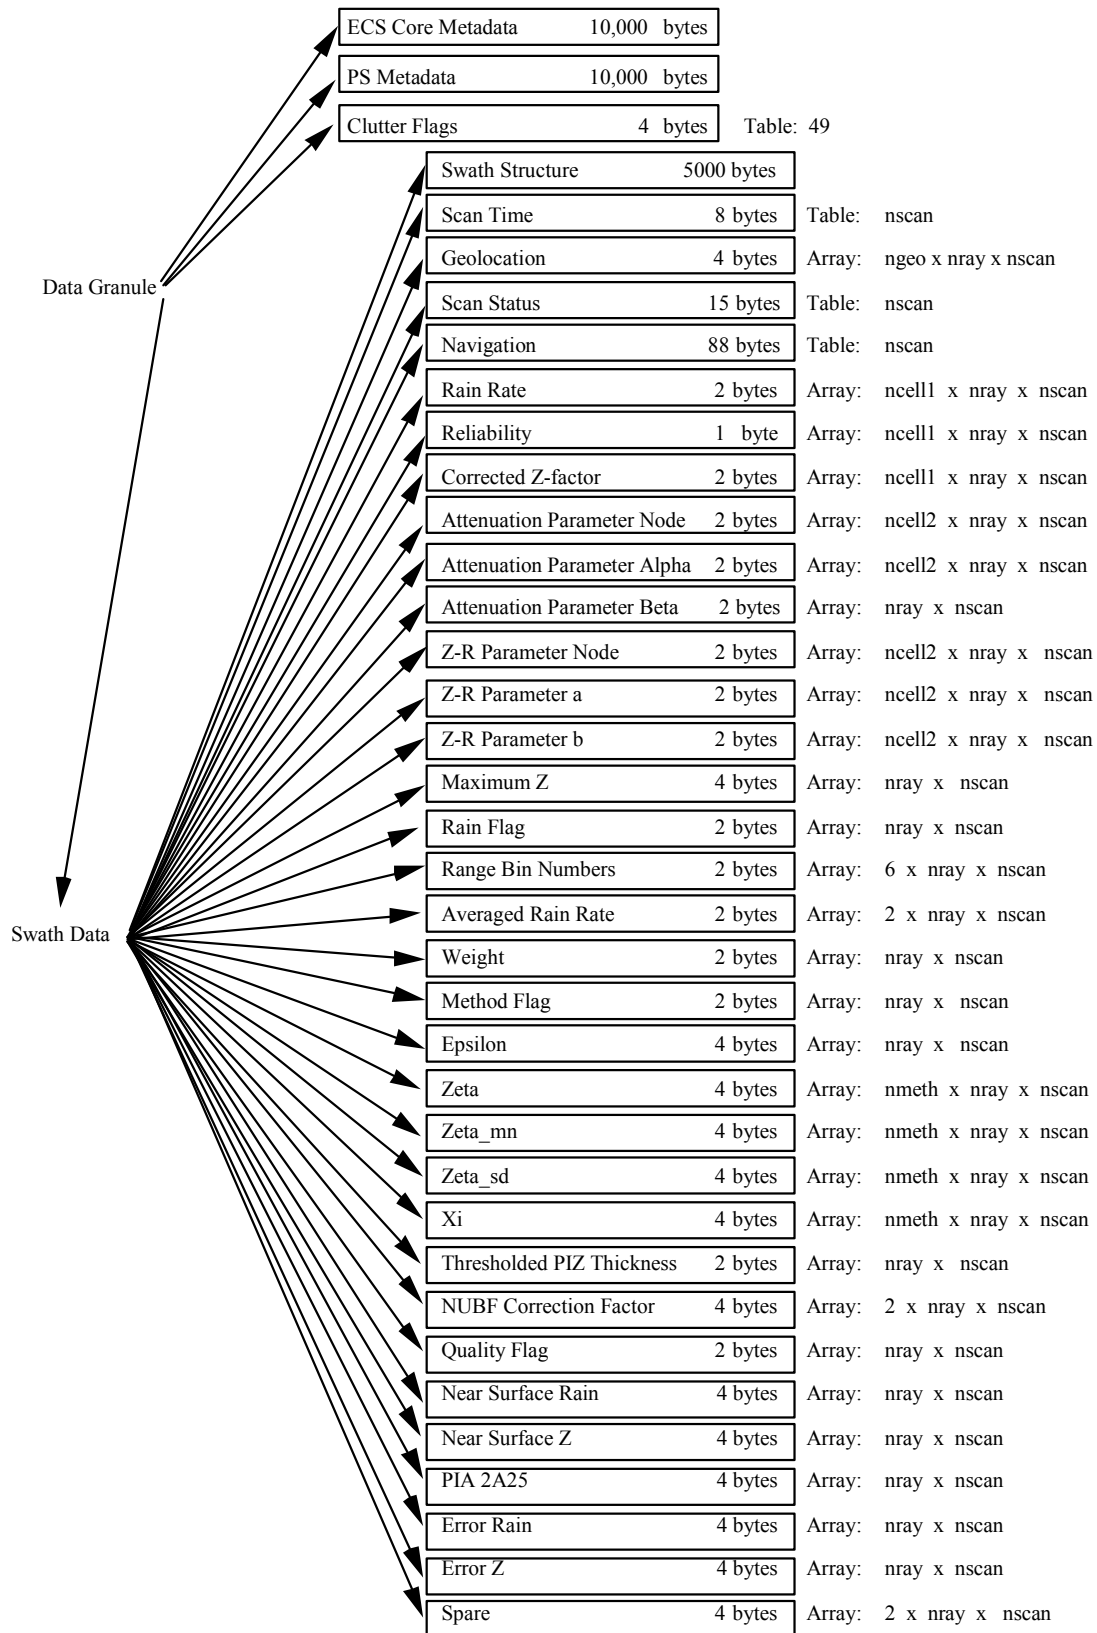 ECS Core Metadata 10,000 bytes
PS Metadata 10,000 bytes
Clutter Flags 4 bytes Table: 49
Swath Structure 5000 bytes
Scan Time 8 bytes Table: nscan
Geolocation 4 bytes Array: ngeo x nray x nscan
Data Granule
Scan Status 15 bytes Table: nscan
Navigation 88 bytes Table: nscan
Rain Rate 2 bytes Array: ncell1 x nray x nscan
Reliability 1 byte Array: ncell1 x nray x nscan
Corrected Z-factor 2 bytes Array: ncell1 x nray x nscan
Attenuation Parameter Node 2 bytes Array: ncell2 x nray x nscan
Attenuation Parameter Alpha 2 bytes Array: ncell2 x nray x nscan
Attenuation Parameter Beta 2 bytes Array: nray x nscan
Z-R Parameter Node 2 bytes Array: ncell2 x nray x nscan
Z-R Parameter a 2 bytes Array: ncell2 x nray x nscan
Z-R Parameter b 2 bytes Array: ncell2 x nray x nscan
Maximum Z 4 bytes Array: nray x nscan
Rain Flag 2 bytes Array: nray x nscan
Range Bin Numbers 2 bytes Array: 6 x nray x nscan
Averaged Rain Rate 2 bytes Array: 2 x nray x nscan
Swath Data
Weight 2 bytes Array: nray x nscan
Method Flag 2 bytes Array: nray x nscan
Epsilon 4 bytes Array: nray x nscan
Zeta 4 bytes Array: nmeth x nray x nscan
Zeta_mn 4 bytes Array: nmeth x nray x nscan
Zeta_sd 4 bytes Array: nmeth x nray x nscan
Xi 4 bytes Array: nmeth x nray x nscan
Thresholded PIZ Thickness 2 bytes Array: nray x nscan
NUBF Correction Factor 4 bytes Array: 2 x nray x nscan
Quality Flag 2 bytes Array: nray x nscan
Near Surface Rain 4 bytes Array: nray x nscan
Near Surface Z 4 bytes Array: nray x nscan
PIA 2A25 4 bytes Array: nray x nscan
Error Rain 4 bytes Array: nray x nscan
Error Z 4 bytes Array: nray x nscan
Spare 4 bytes Array: 2 x nray x nscan